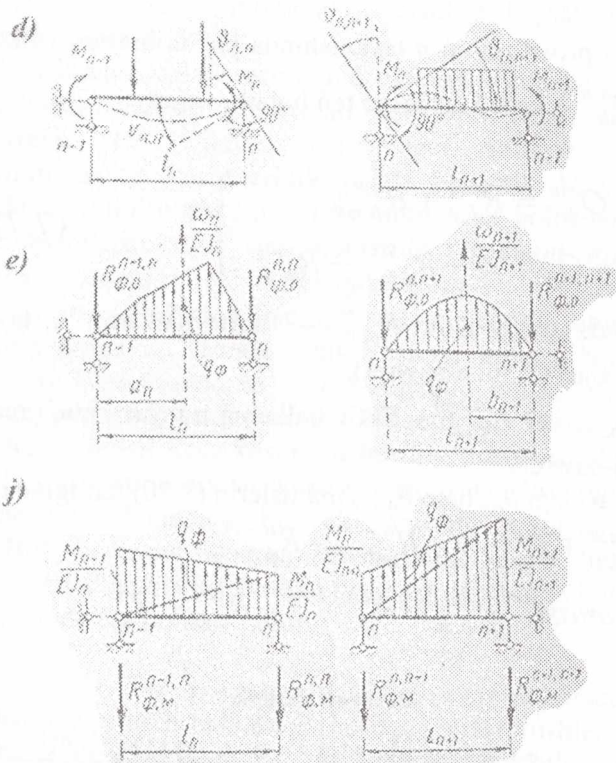 d)
M_{n-1} M_n ϑ_{n,n} 90° v_{n,n} n-1 n l_n
ϑ_{n,n+1} ϑ_{n,n+1} M_n M_{n+1} 90° n n-1 l_{n+1}
e)
R_{Φ,0}^{n-1,n} ω_n/EJ_n R_{Φ,0}^{n,n} n-1 n q_Φ a_n l_n
R_{Φ,0}^{n,n+1} ω_{n+1}/EJ_{n+1} R_{Φ,0}^{n+1,n+1} n n+1 q_Φ b_{n+1} l_{n+1}
j)
M_{n-1}/EJ_n q_Φ M_n/EJ_n n-1 n
M_n/EJ_{n+1} q_Φ M_{n+1}/EJ_{n+1} n n+1
R_{Φ,м}^{n-1,n} R_{Φ,м}^{n,n} l_n
R_{Φ,м}^{n,n+1} R_{Φ,м}^{n+1,n+1} l_{n+1}